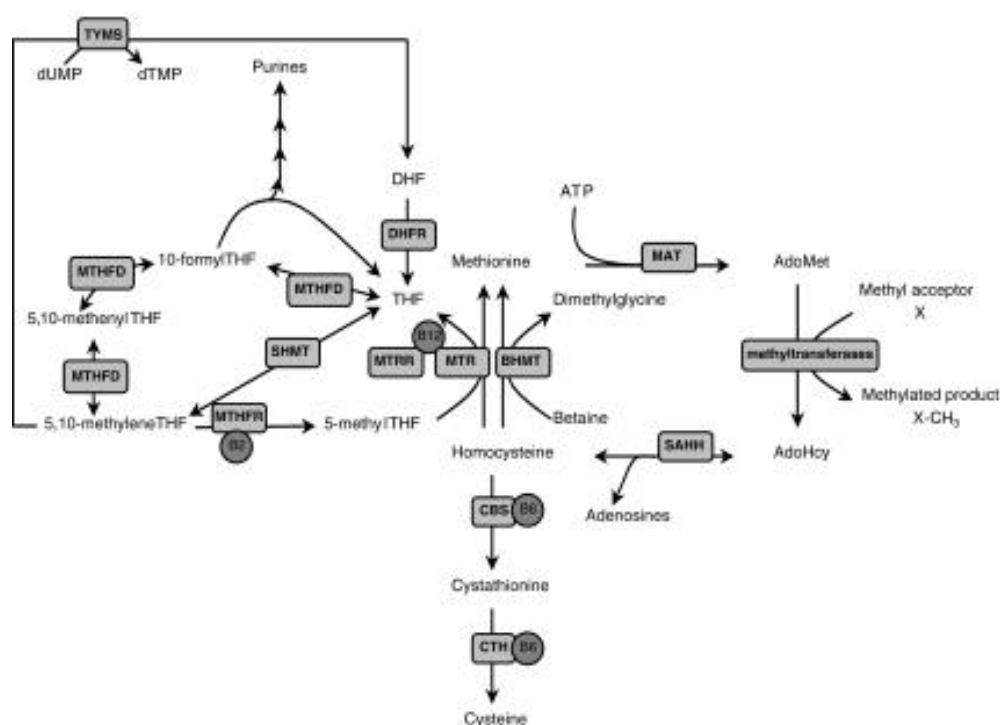 TYMS
dUMP
dTMP
Purines
DHF
ATP
DHFR
MTHFD
10-formylTHF
Methionine
MAT
AdoMet
MTHFD
THF
Dimethylglycine
Methyl acceptor
X
5,10-methenylTHF
B12
SHMT
MTRR
MTR
BHMT
methyltransferases
MTHFD
Methylated product
X-CH₃
5,10-methyleneTHF
MTHFR
5-methylTHF
Betaine
B2
Homocysteine
SAHH
AdoHcy
CBS
B6
Adenosines
Cystathionine
CTH
B6
Cysteine